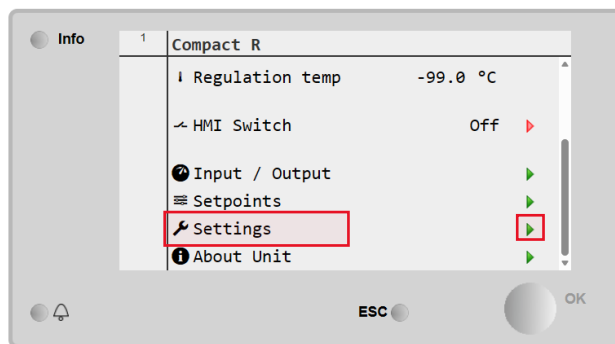 Info
1
Compact R
Regulation temp -99.0 °C
HMI Switch Off
Input / Output
Setpoints
Settings
About Unit
ESC
OK